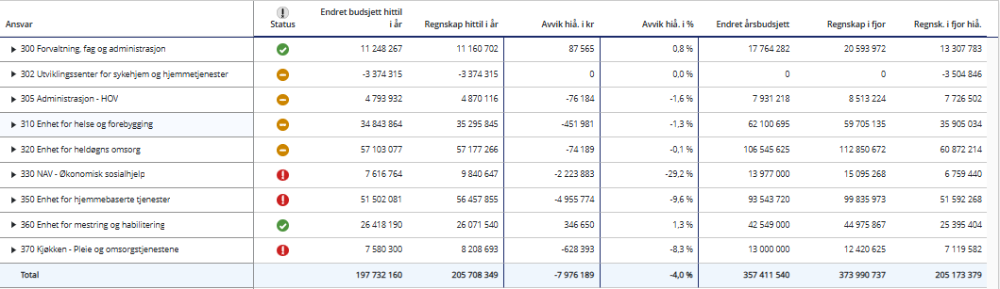 Ansvar Status Endret budsjett hittil i år Regnskap hittil i år Avvik hiå. i kr Avvik hiå. i % Endret årsbudsjett Regnskap i fjor Regnsk. i fjor hiå.
300 Forvaltning, fag og administrasjon 11 248 267 11 160 702 87 565 0,8 % 17 764 282 20 593 972 13 307 783
302 Utviklingssenter for sykehjem og hjemmetjenester -3 374 315 -3 374 315 0 0,0 % 0 0 -3 504 846
305 Administrasjon - HOV 4 793 932 4 870 116 -76 184 -1,6 % 7 931 218 8 513 224 7 726 502
310 Enhet for helse og forebygging 34 843 864 35 295 845 -451 981 -1,3 % 62 100 695 59 705 135 35 905 034
320 Enhet for heldøgns omsorg 57 103 077 57 177 266 -74 189 -0,1 % 106 545 625 112 850 672 60 872 214
330 NAV - Økonomisk sosialhjelp 7 616 764 9 840 647 -2 223 883 -29,2 % 13 977 000 15 095 268 6 759 440
350 Enhet for hjemmebaserte tjenester 51 502 081 56 457 855 -4 955 774 -9,6 % 93 543 720 99 835 973 51 592 268
360 Enhet for mestring og habilitering 26 418 190 26 071 540 346 650 1,3 % 42 549 000 44 975 867 25 395 404
370 Kjøkken - Pleie og omsorgstjenestene 7 580 300 8 208 693 -628 393 -8,3 % 13 000 000 12 420 625 7 119 582
Total 197 732 160 205 708 349 -7 976 189 -4,0 % 357 411 540 373 990 737 205 173 379